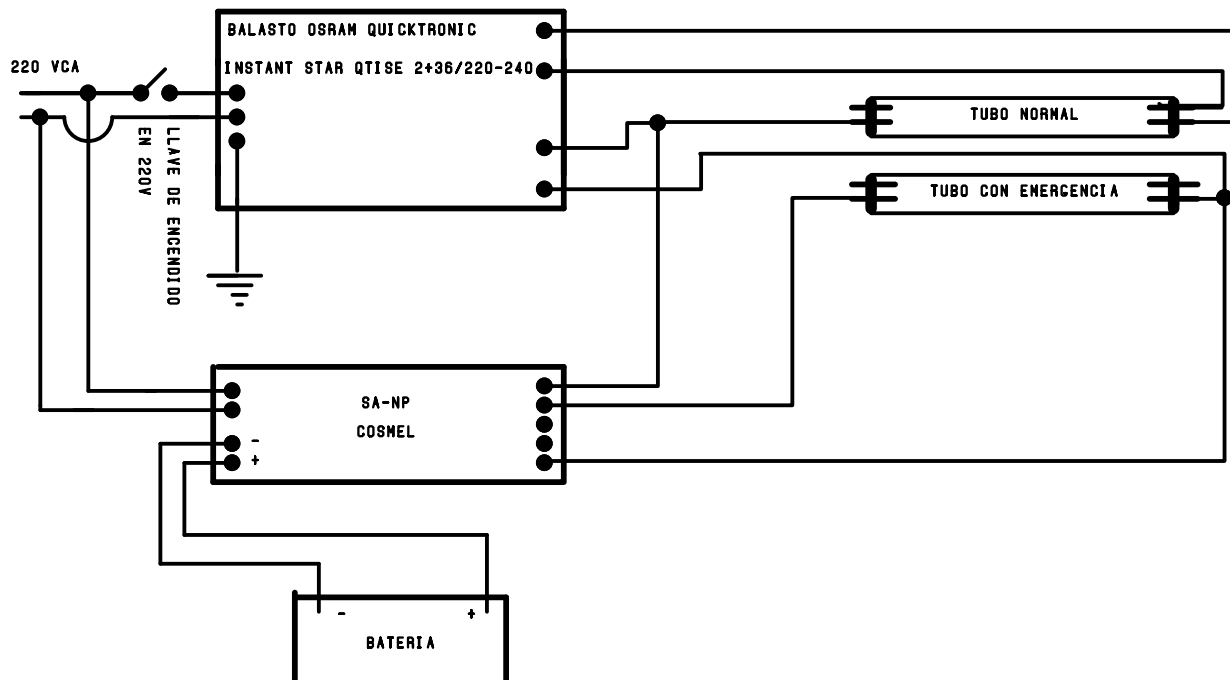 BALASTO OSRAM QUICKTRONIC
INSTANT STAR QTISE 2+36/220-240
220 VCA
LLAVE DE ENCENDIDO
EN 220V
TUBO NORMAL
TUBO CON EMERGENCIA
SA-NP
COSMEL
-
+
- +
BATERIA